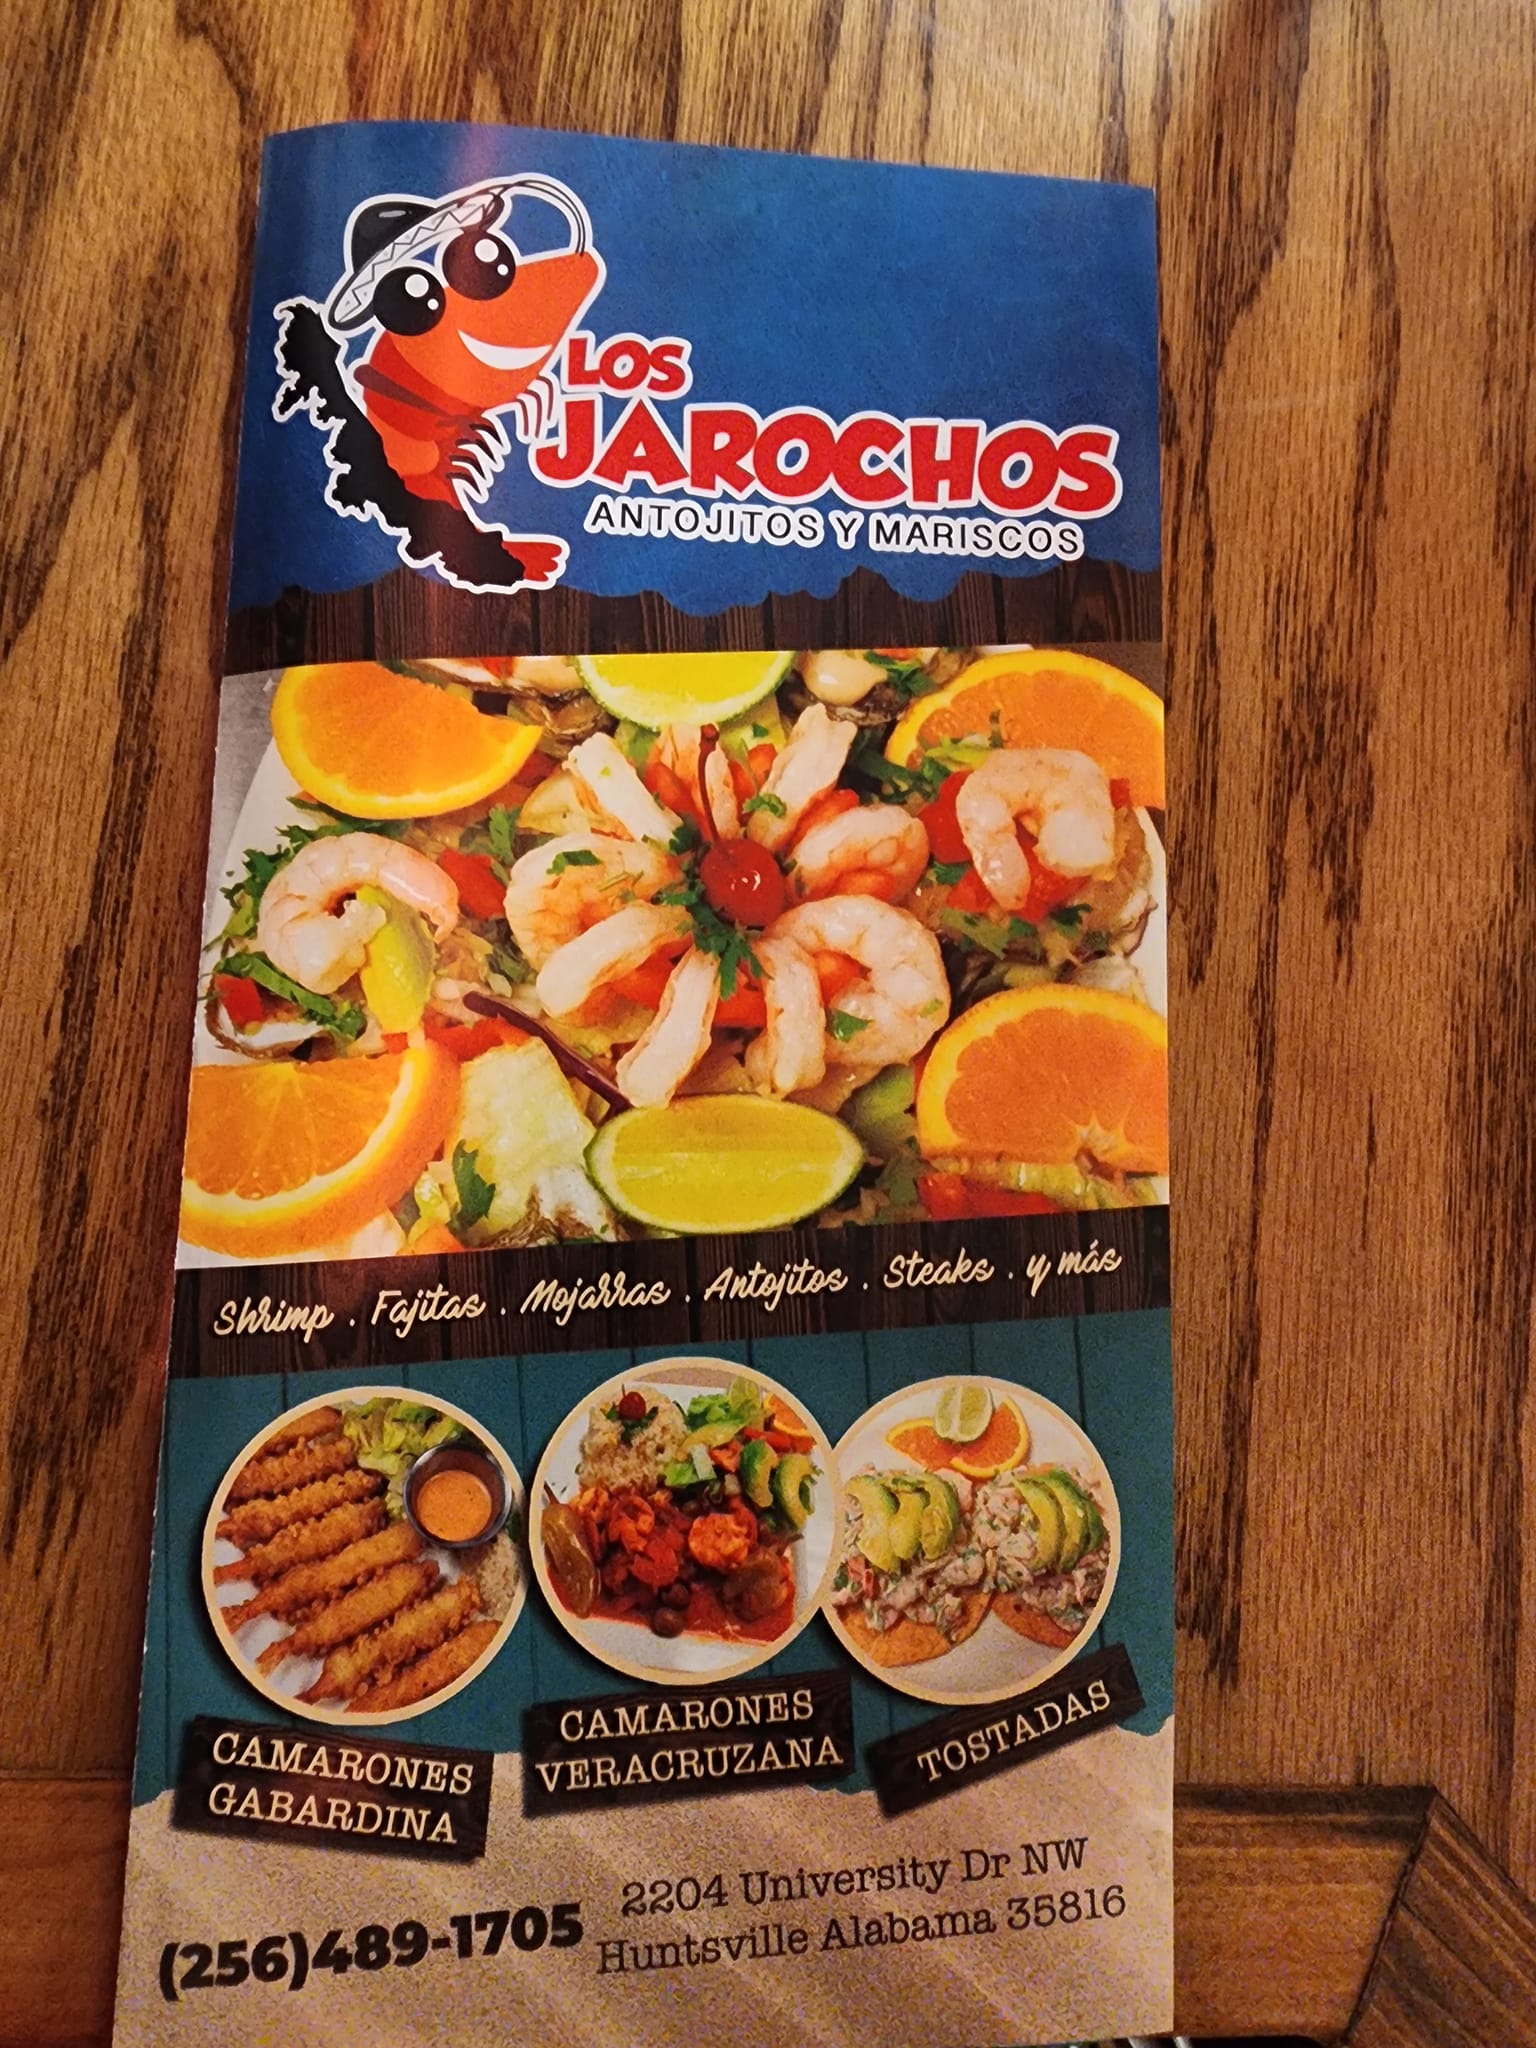 LOS
JAROCHOS
ANTOJITOS Y MARISCOS
Shrimp . Fajitas . Mojarras . Antojitos . Steaks . y más
CAMARONES
GABARDINA
CAMARONES
VERACRUZANA
TOSTADAS
(256)489-1705
2204 University Dr NW
Huntsville Alabama 35816